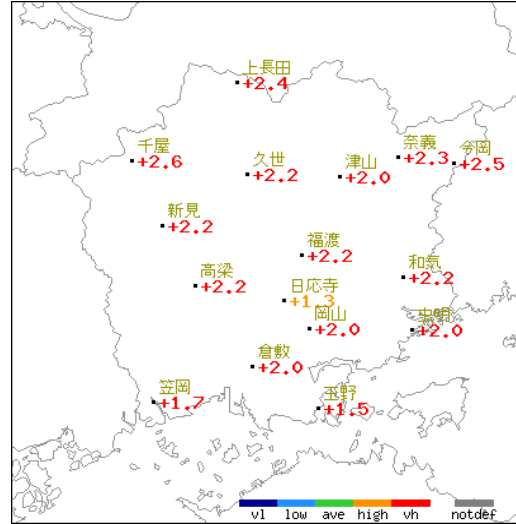 上長田
+2.4
千屋
+2.6
久世
+2.2
津山
+2.0
奈義
+2.3
今岡
+2.5
新見
+2.2
福渡
+2.2
高梁
+2.2
和気
+2.2
日応寺
+1.3
岡山
+2.0
虫明
+2.0
倉敷
+2.0
笠岡
+1.7
玉野
+1.5
vl low ave high vh notdef